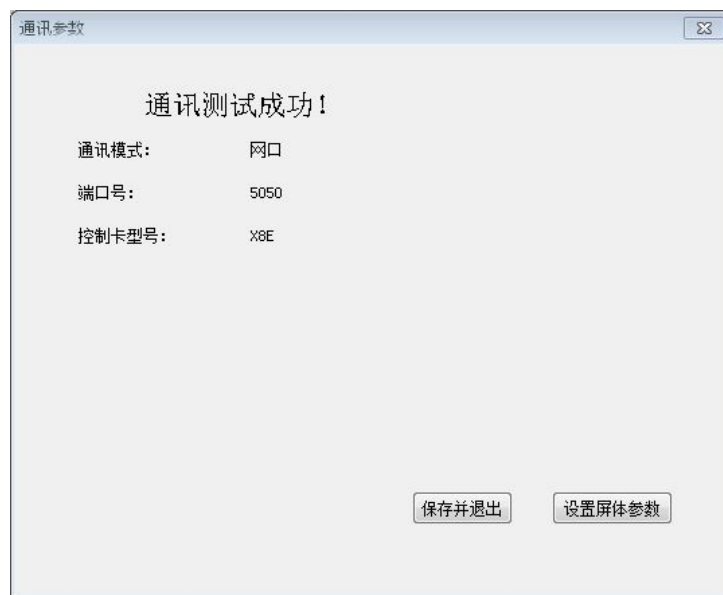 通讯参数
通讯测试成功!
通讯模式: 网口
端口号: 5050
控制卡型号: X8E
保存并退出 设置屏体参数